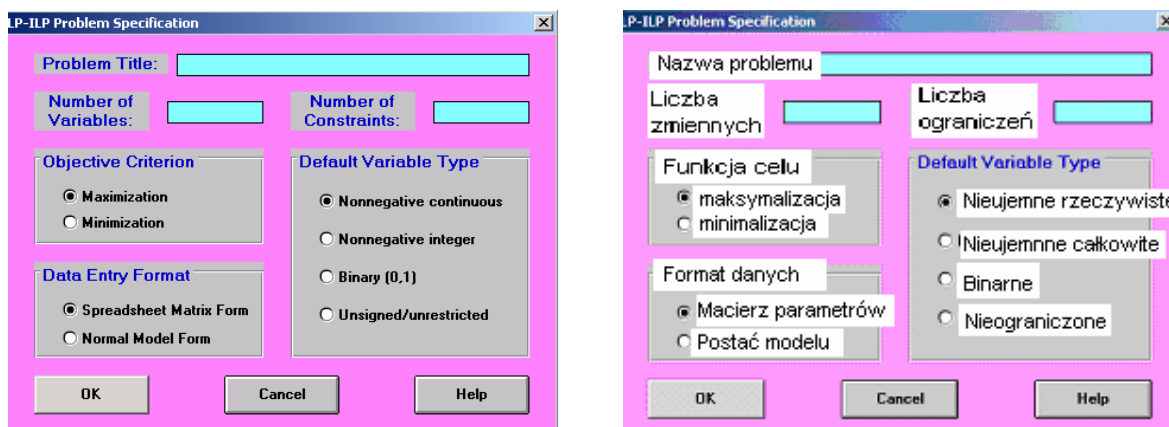 LP-ILP Problem Specification
Problem Title:
Number of
Variables:
Number of
Constraints:
Objective Criterion
Maximization
Minimization
Data Entry Format
Spreadsheet Matrix Form
Normal Model Form
Default Variable Type
Nonnegative continuous
Nonnegative integer
Binary (0,1)
Unsigned/unrestricted
OK
Cancel
Help
LP-ILP Problem Specification
Nazwa problemu
Liczba
zmiennych
Liczba
ograniczeń
Funkcja celu
maksymalizacja
minimalizacja
Format danych
Macierz parametrów
Postać modelu
Default Variable Type
Nieujemne rzeczywiste
Nieujemnne całkowite
Binarne
Nieograniczone
OK
Cancel
Help